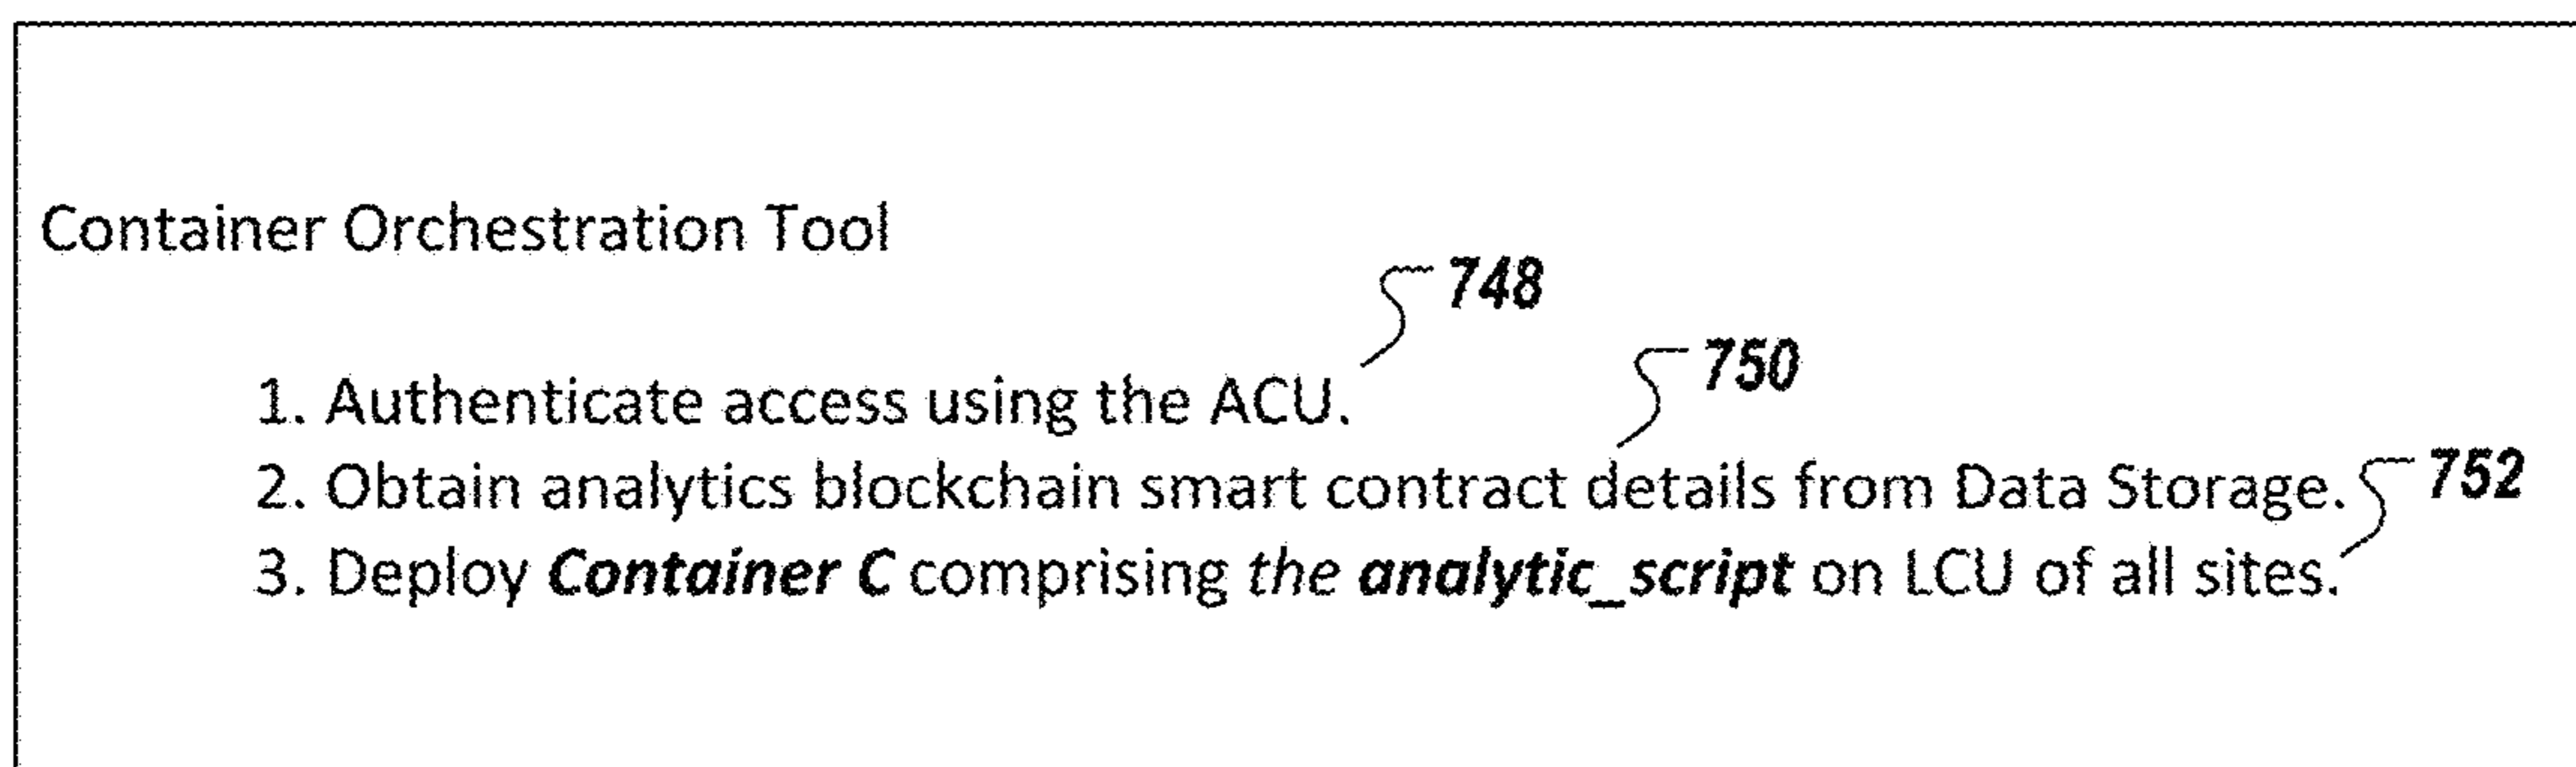 Container Orchestration Tool
748
1. Authenticate access using the ACU.
750
2. Obtain analytics blockchain smart contract details from Data Storage.
752
3. Deploy Container C comprising the analytic_script on LCU of all sites.